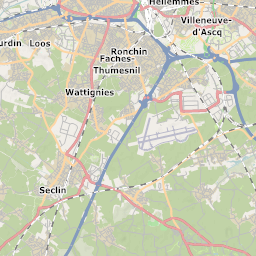 Hellemmes
Villeneuve-
d'Ascq
urdin
Loos
Ronchin
Faches-
Thumesnil
Wattignies
Seclin